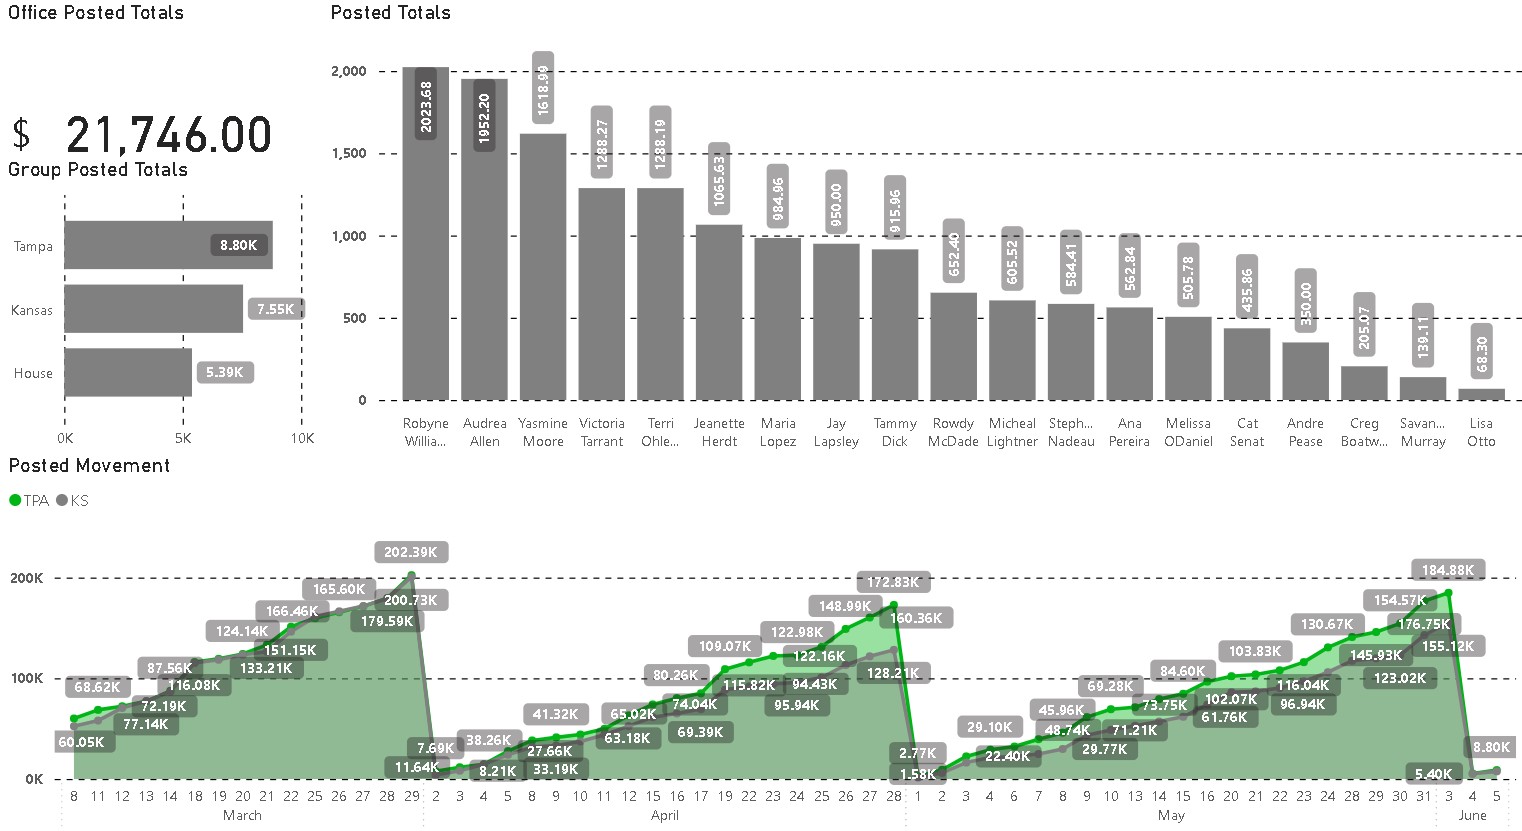 Office Posted Totals
$ 21,746.00
Group Posted Totals
Tampa
8.80K
Kansas
7.55K
House
5.39K
0K 5K 10K
Posted Totals
2,000
1,500
1,000
500
0
2023.68
1952.20
1618.99
1288.27
1288.19
1065.63
984.96
950.00
915.96
652.40
605.52
584.41
562.84
505.78
435.86
350.00
205.07
139.11
68.30
Robyne Willia...
Audrea Allen
Yasmine Moore
Victoria Tarrant
Terri Ohle...
Jeanette Herdt
Maria Lopez
Jay Lapsley
Tammy Dick
Rowdy McDade
Micheal Lightner
Steph... Nadeau
Ana Pereira
Melissa ODaniel
Cat Senat
Andre Pease
Creg Boatw...
Savan... Murray
Lisa Otto
Posted Movement
TPA KS
200K
100K
0K
60.05K
68.62K
77.14K
72.19K
87.56K
116.08K
124.14K
133.21K
151.15K
166.46K
165.60K
179.59K
200.73K
202.39K
11.64K
7.69K
38.26K
8.21K
27.66K
33.19K
41.32K
63.18K
65.02K
80.26K
74.04K
69.39K
109.07K
115.82K
122.98K
95.94K
94.43K
122.16K
148.99K
172.83K
160.36K
128.21K
2.77K
1.58K
29.10K
22.40K
45.96K
48.74K
29.77K
69.28K
71.21K
73.75K
84.60K
61.76K
102.07K
103.83K
96.94K
116.04K
130.67K
145.93K
123.02K
154.57K
176.75K
184.88K
155.12K
5.40K
8.80K
8 11 12 13 14 18 19 20 21 22 25 26 27 28 29 2 3 4 5 8 9 10 11 12 15 16 17 19 22 23 24 25 26 27 28 1 2 3 4 6 7 8 9 10 13 14 15 16 20 21 22 23 24 28 29 30 31 3 4 5
March April May June